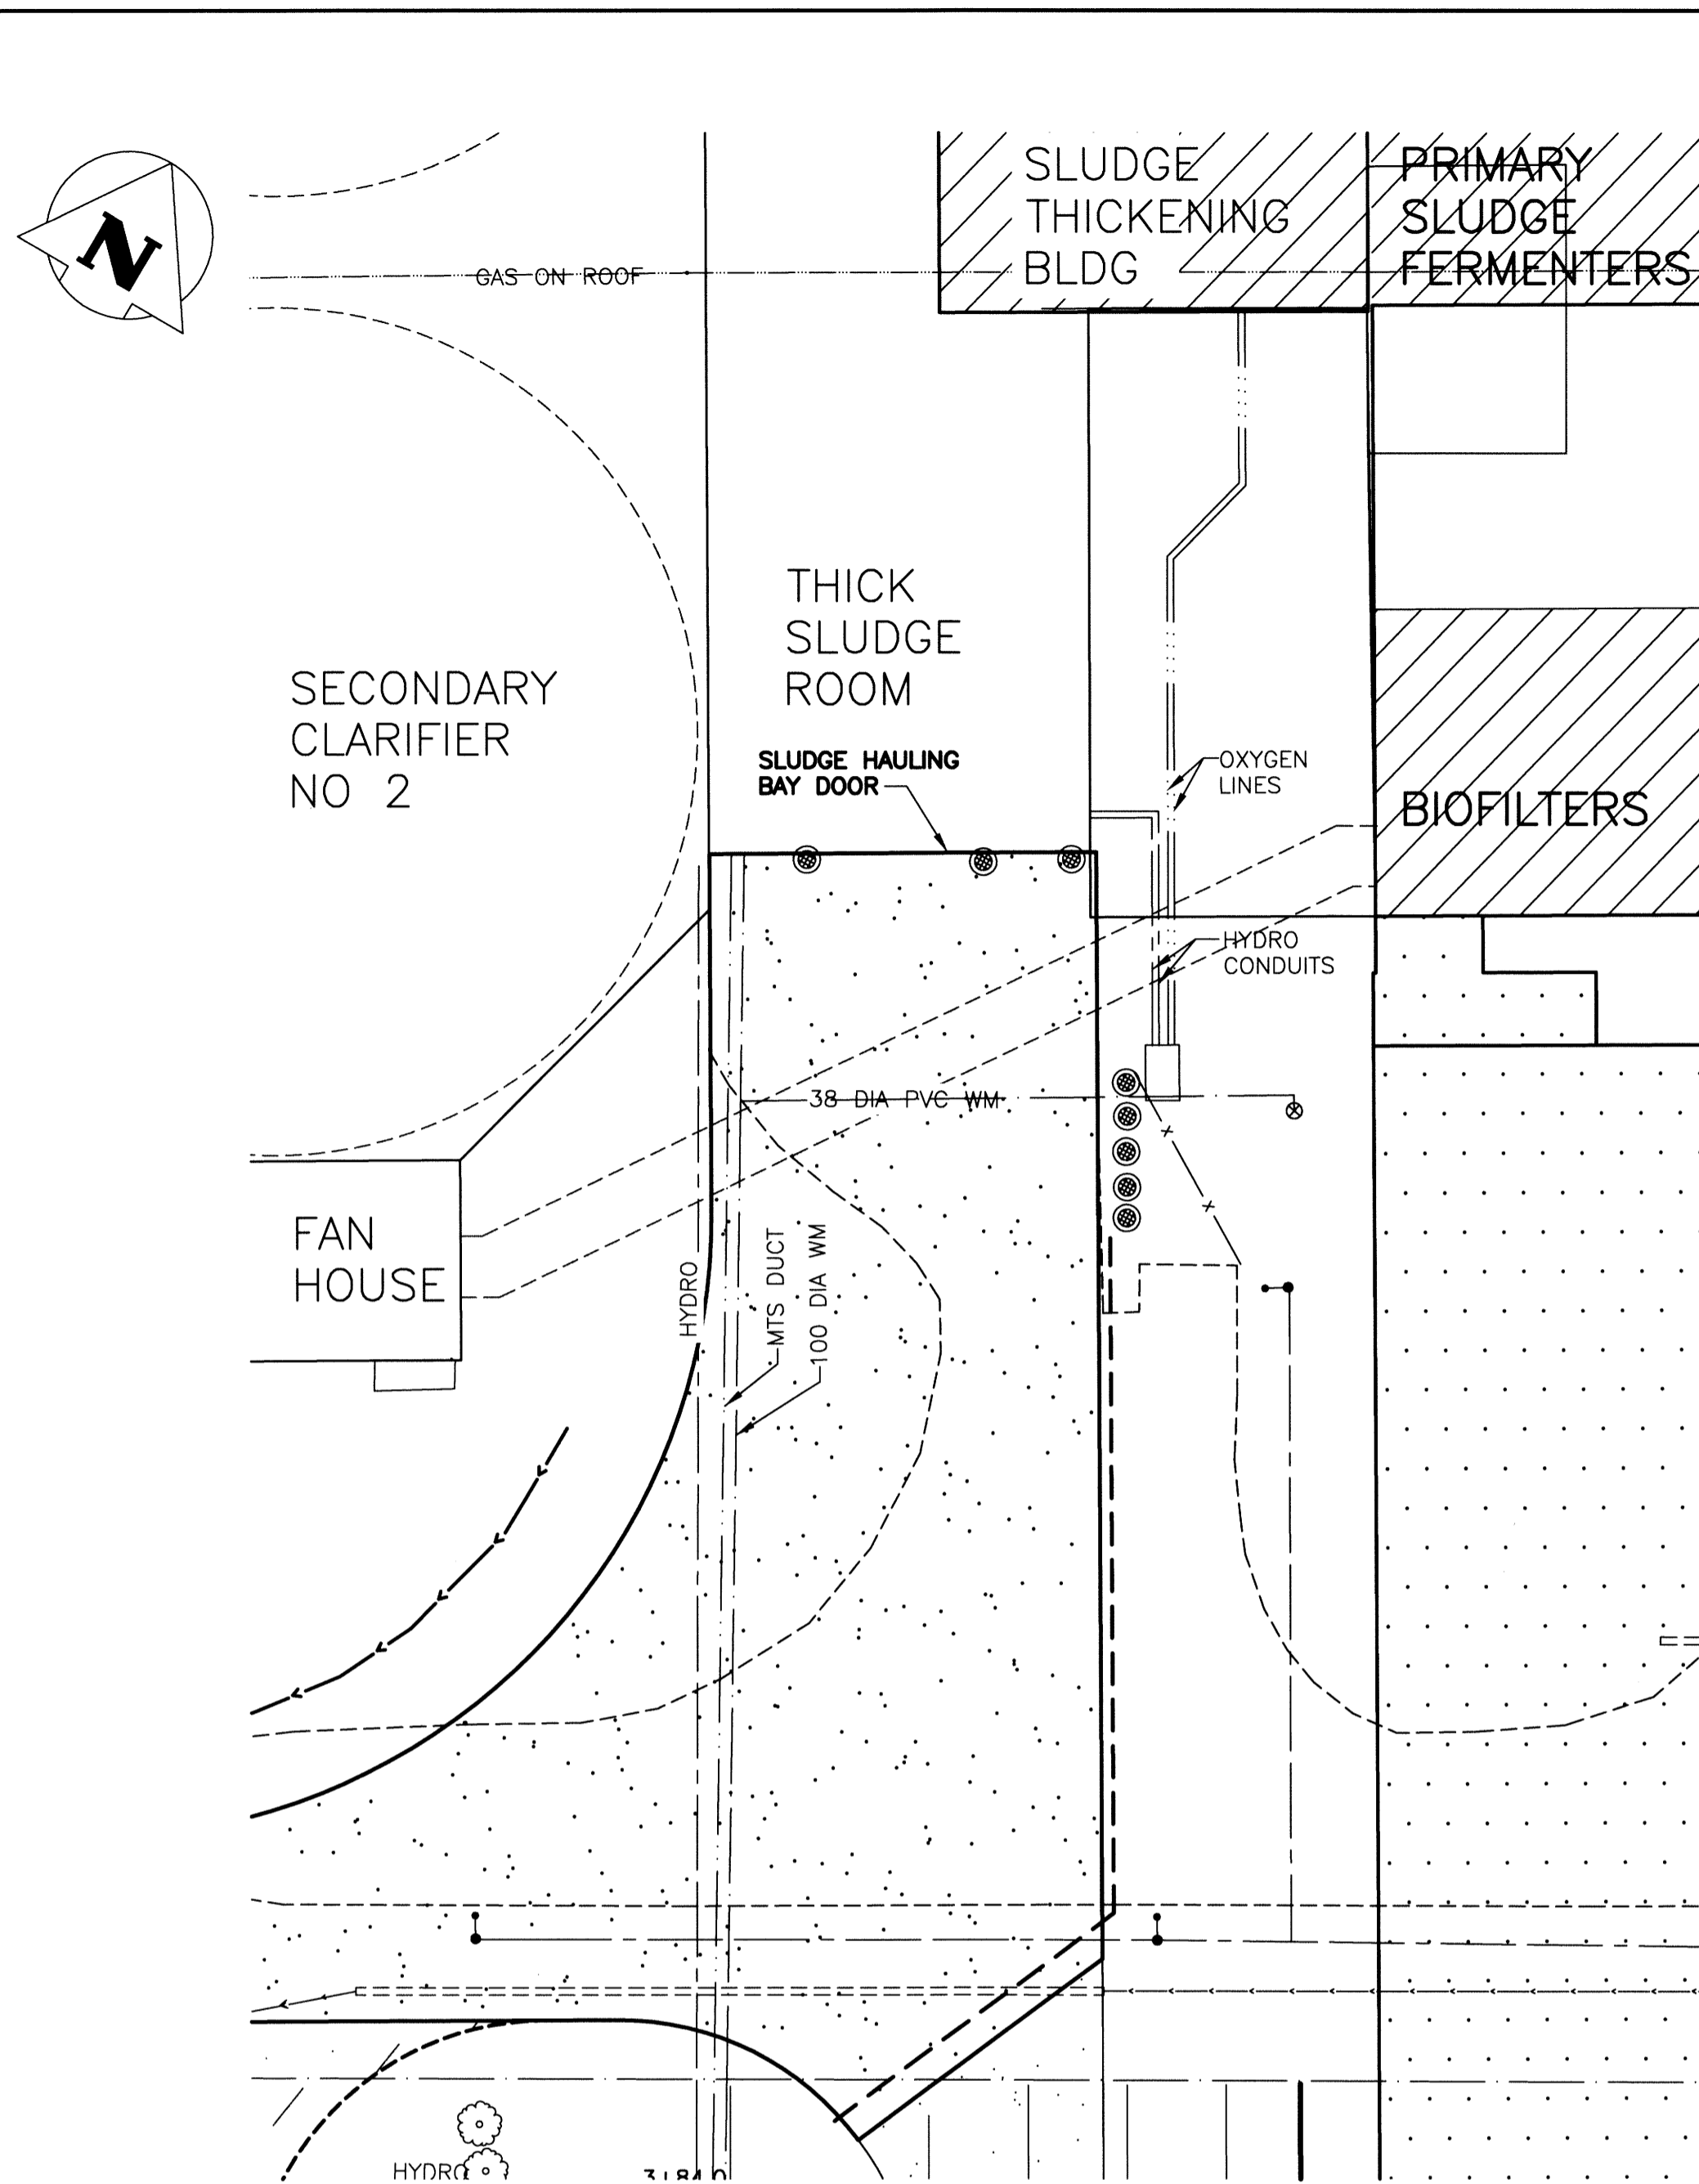 N
SLUDGE
THICKENING
BLDG
PRIMARY
SLUDGE
FERMENTERS
GAS ON ROOF
THICK
SLUDGE
ROOM
SECONDARY
CLARIFIER
NO 2
SLUDGE HAULING
BAY DOOR
OXYGEN
LINES
BIOFILTERS
HYDRO
CONDUITS
38 DIA PVC WM
FAN
HOUSE
HYDRO
MTS DUCT
100 DIA WM
HYDRO